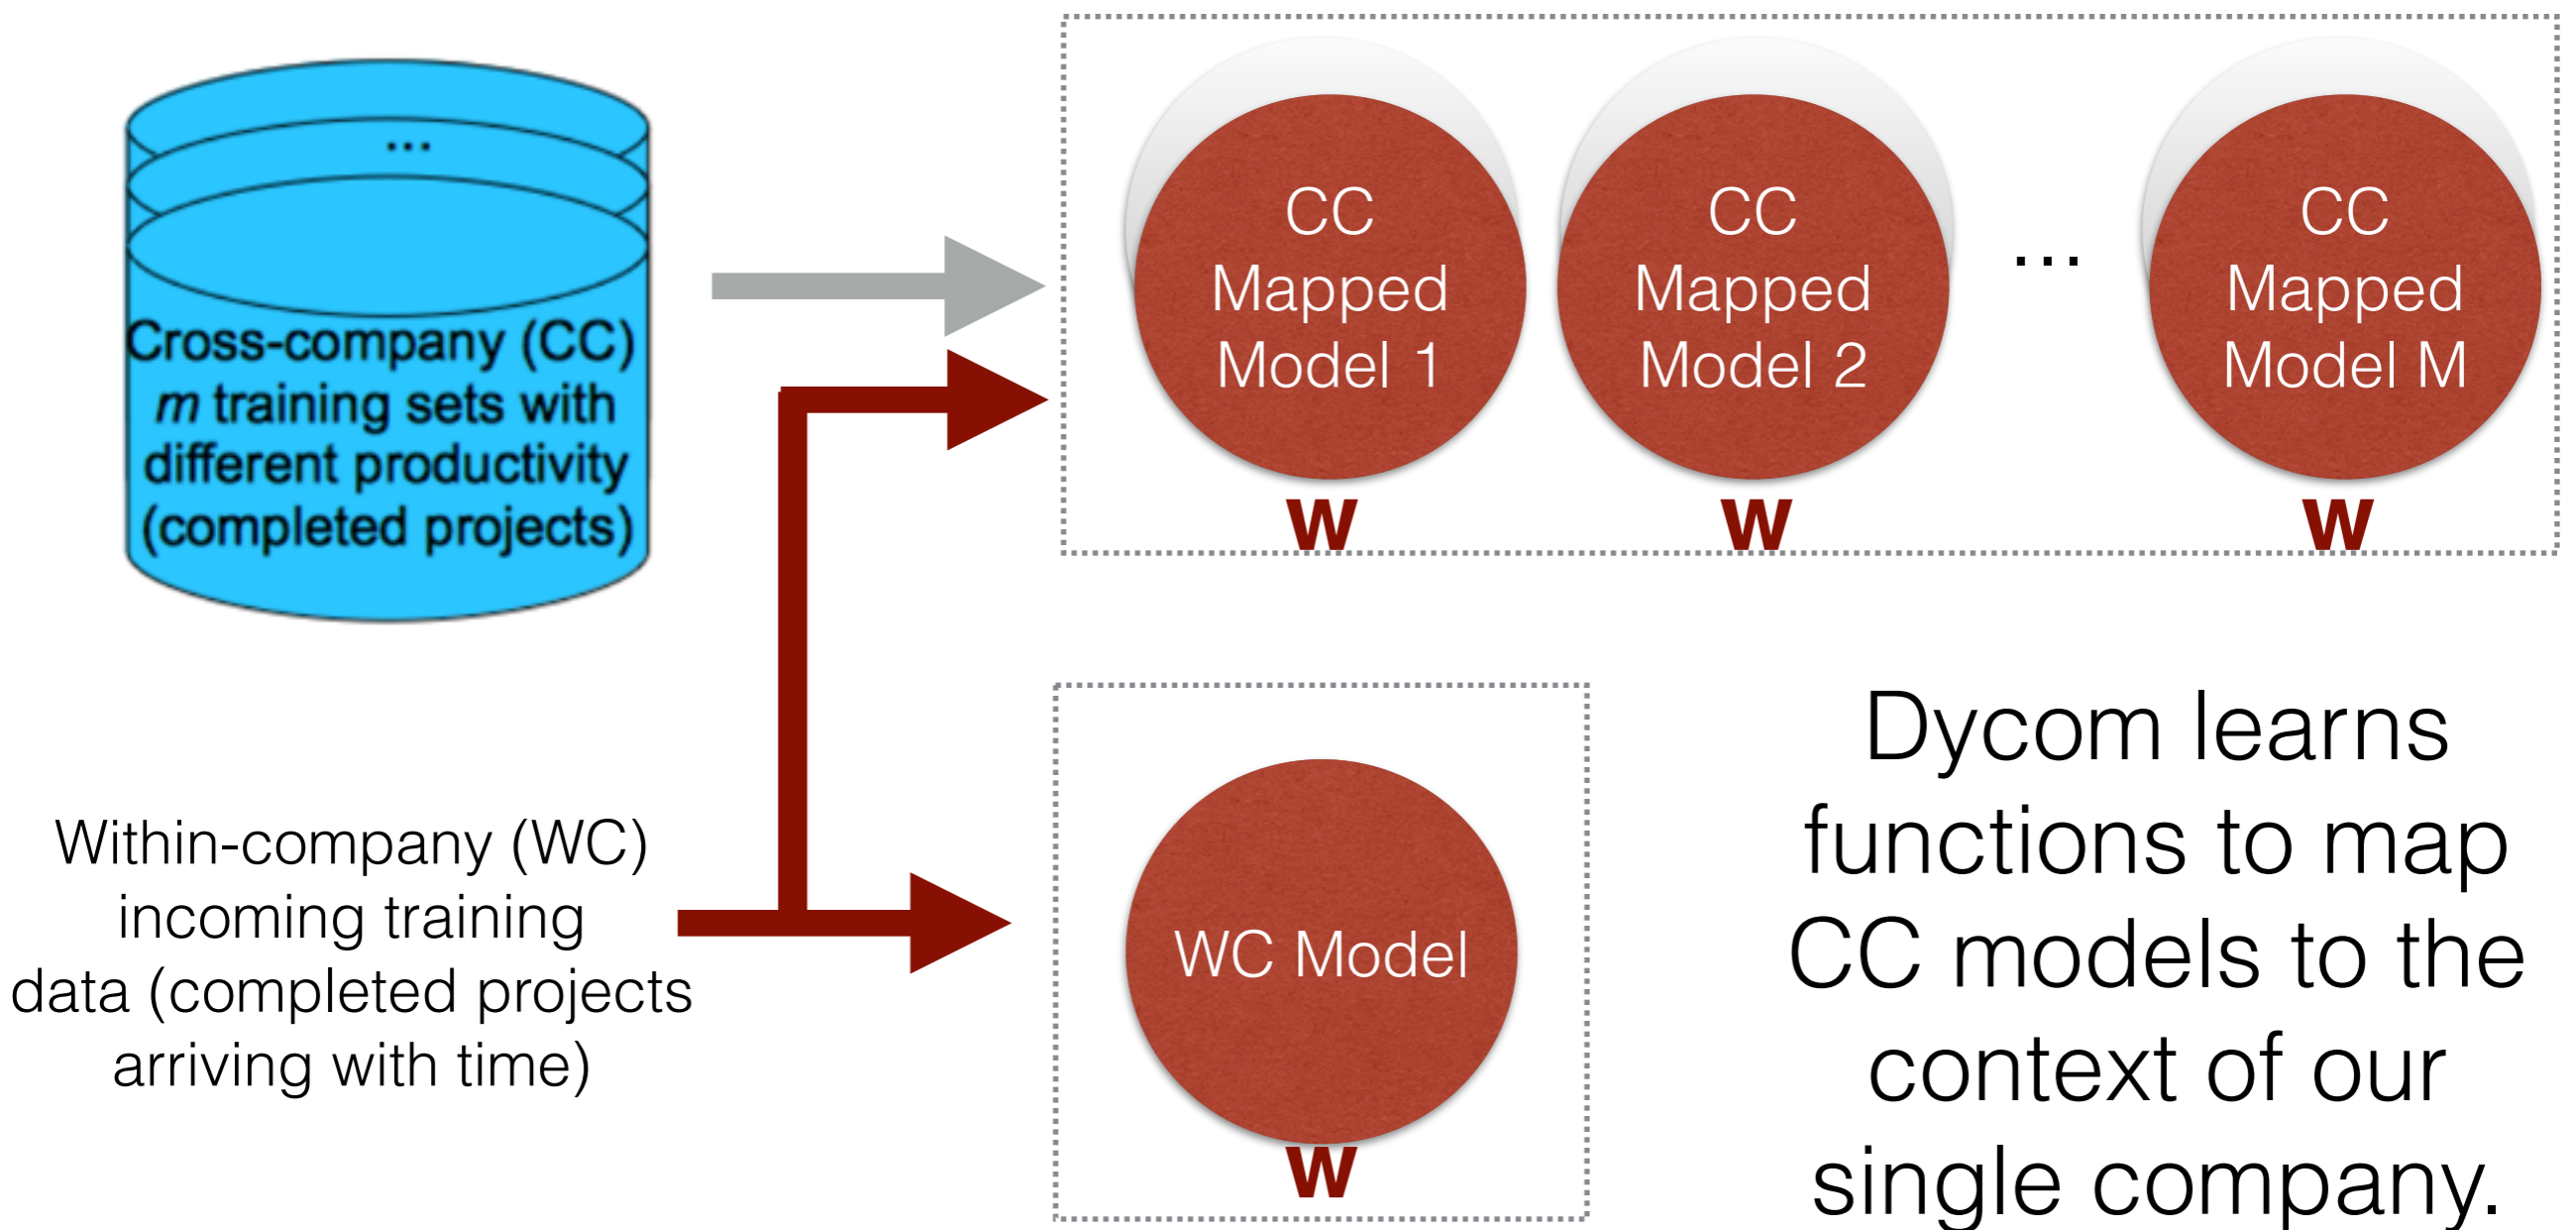 ...
Cross-company (CC)
m training sets with
different productivity
(completed projects)
CC
Mapped
Model 1
CC
Mapped
Model 2
...
CC
Mapped
Model M
w
w
w
Within-company (WC)
incoming training
data (completed projects
arriving with time)
WC Model
w
Dycom learns
functions to map
CC models to the
context of our
single company.